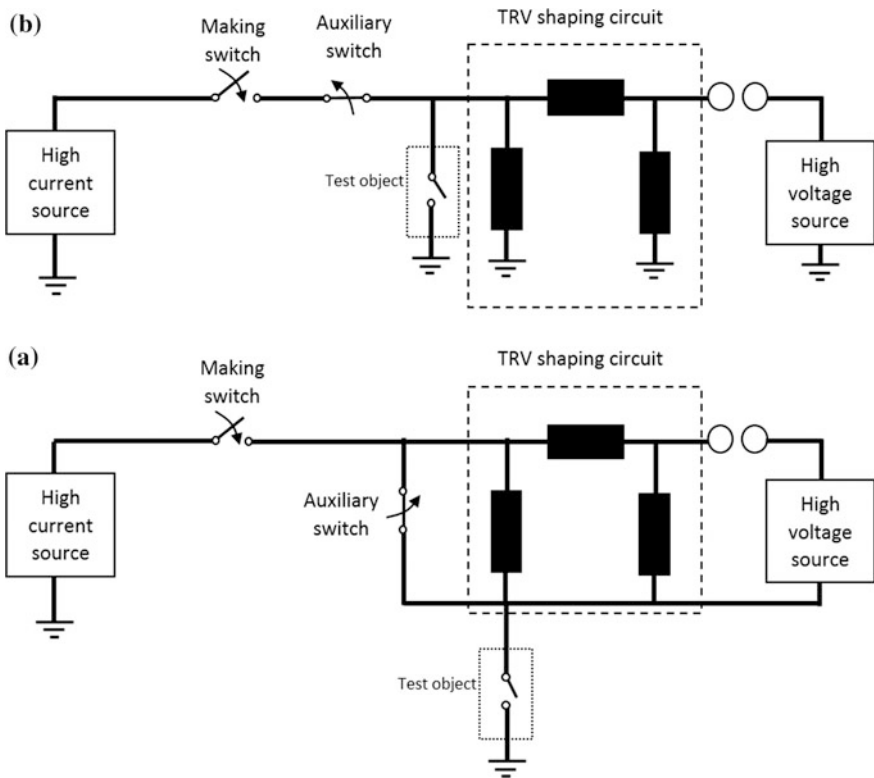 (b)
Making
switch
Auxiliary
switch
TRV shaping circuit
High
current
source
Test object
High
voltage
source
(a)
Making
switch
TRV shaping circuit
High
current
source
Auxiliary
switch
High
voltage
source
Test object